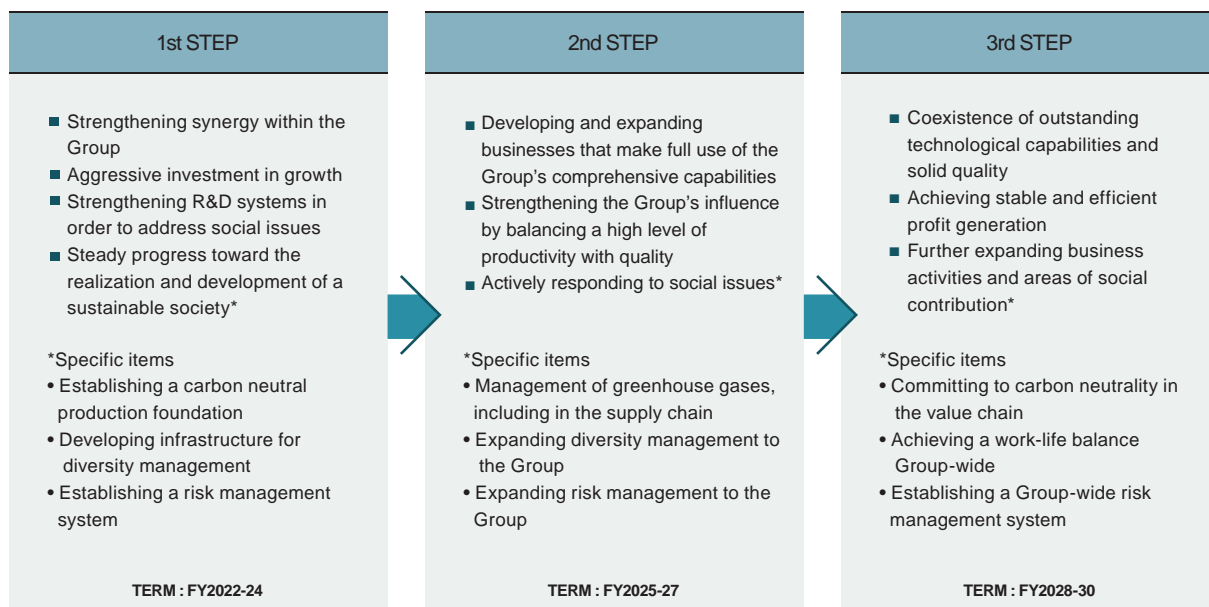 1st STEP
■ Strengthening synergy within the
Group
■ Aggressive investment in growth
■ Strengthening R&D systems in
order to address social issues
■ Steady progress toward the
realization and development of a
sustainable society*
*Specific items
• Establishing a carbon neutral
production foundation
• Developing infrastructure for
diversity management
• Establishing a risk management
system
TERM : FY2022-24
2nd STEP
■ Developing and expanding
businesses that make full use of the
Group's comprehensive capabilities
■ Strengthening the Group's influence
by balancing a high level of
productivity with quality
■ Actively responding to social issues*
*Specific items
• Management of greenhouse gases,
including in the supply chain
• Expanding diversity management to
the Group
• Expanding risk management to the
Group
TERM : FY2025-27
3rd STEP
■ Coexistence of outstanding
technological capabilities and
solid quality
■ Achieving stable and efficient
profit generation
■ Further expanding business
activities and areas of social
contribution*
*Specific items
• Committing to carbon neutrality in
the value chain
• Achieving a work-life balance
Group-wide
• Establishing a Group-wide risk
management system
TERM : FY2028-30